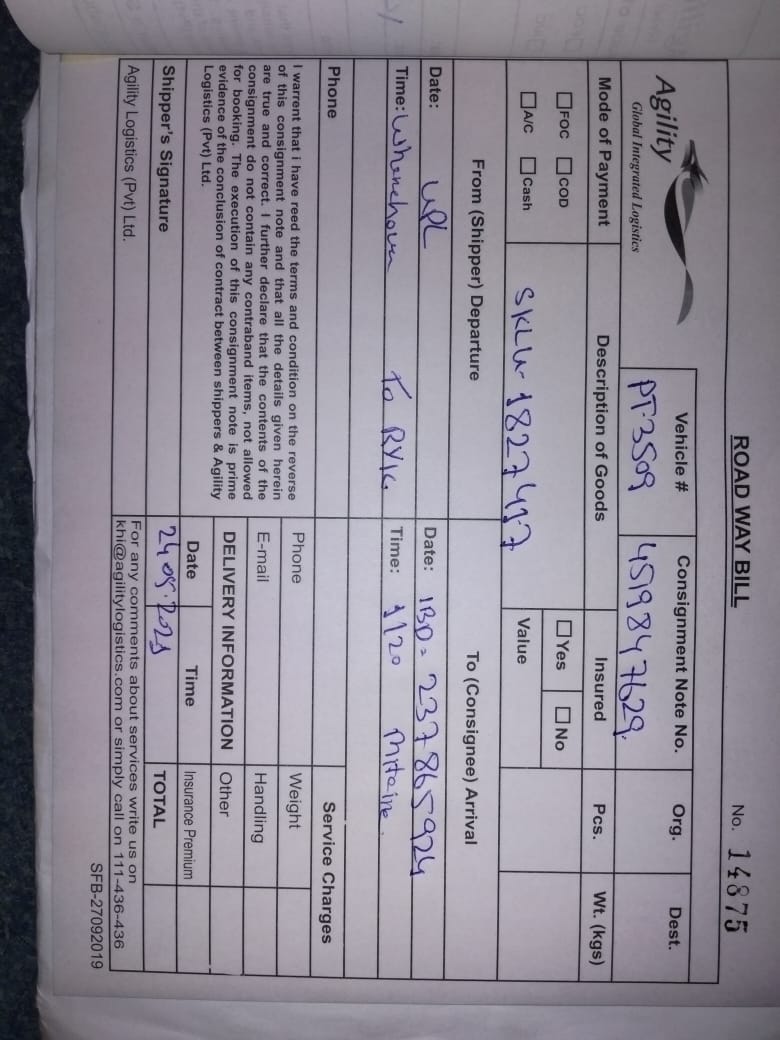 ROAD WAY BILL
No. 14875
Agility
Global Integrated Logistics
Vehicle #
PT-3509
Consignment Note No.
4519847629
Org.
Dest.
Mode of Payment
Description of Goods
Insured
Pcs.
Wt. (kgs)
FOC COD
A/C Cash
SKLU-1827417
Yes No
Value
From (Shipper) Departure
To (Consignee) Arrival
Date: UPL
Date: IBD- 237865924
Time: Wharehouse To RYK.
Time: 1/20
Phone
Service Charges
I warrent that i have reed the terms and condition on the reverse
of this consignment note and that all the details given herein
are true and correct. I further declare that the contents of the
consignment do not contain any contraband items, not allowed
for booking. The execution of this consignment note is prime
evidence of the conclusion of contract between shippers & Agility
Logistics (Pvt) Ltd.
Phone
Weight
E-mail
Handling
DELIVERY INFORMATION
Other
Date Time
Insurance Premium
Shipper's Signature
24.05.2021
TOTAL
Agility Logistics (Pvt) Ltd.
For any comments about services write us on
khi@agilitylogistics.com or simply call on 111-436-436
SFB-27092019